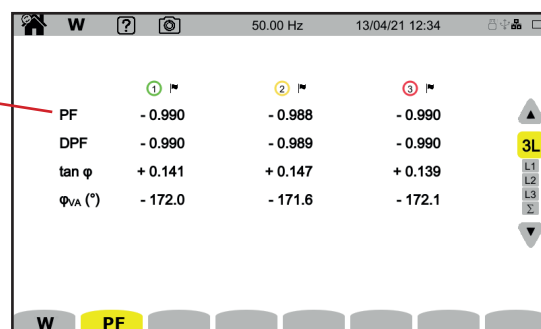 W ? 50.00 Hz 13/04/21 12:34
1 2 3
PF - 0.990 - 0.988 - 0.990
DPF - 0.990 - 0.989 - 0.990
tan φ + 0.141 + 0.147 + 0.139
φVA (°) - 172.0 - 171.6 - 172.1
3L
L1
L2
L3
Σ
W PF